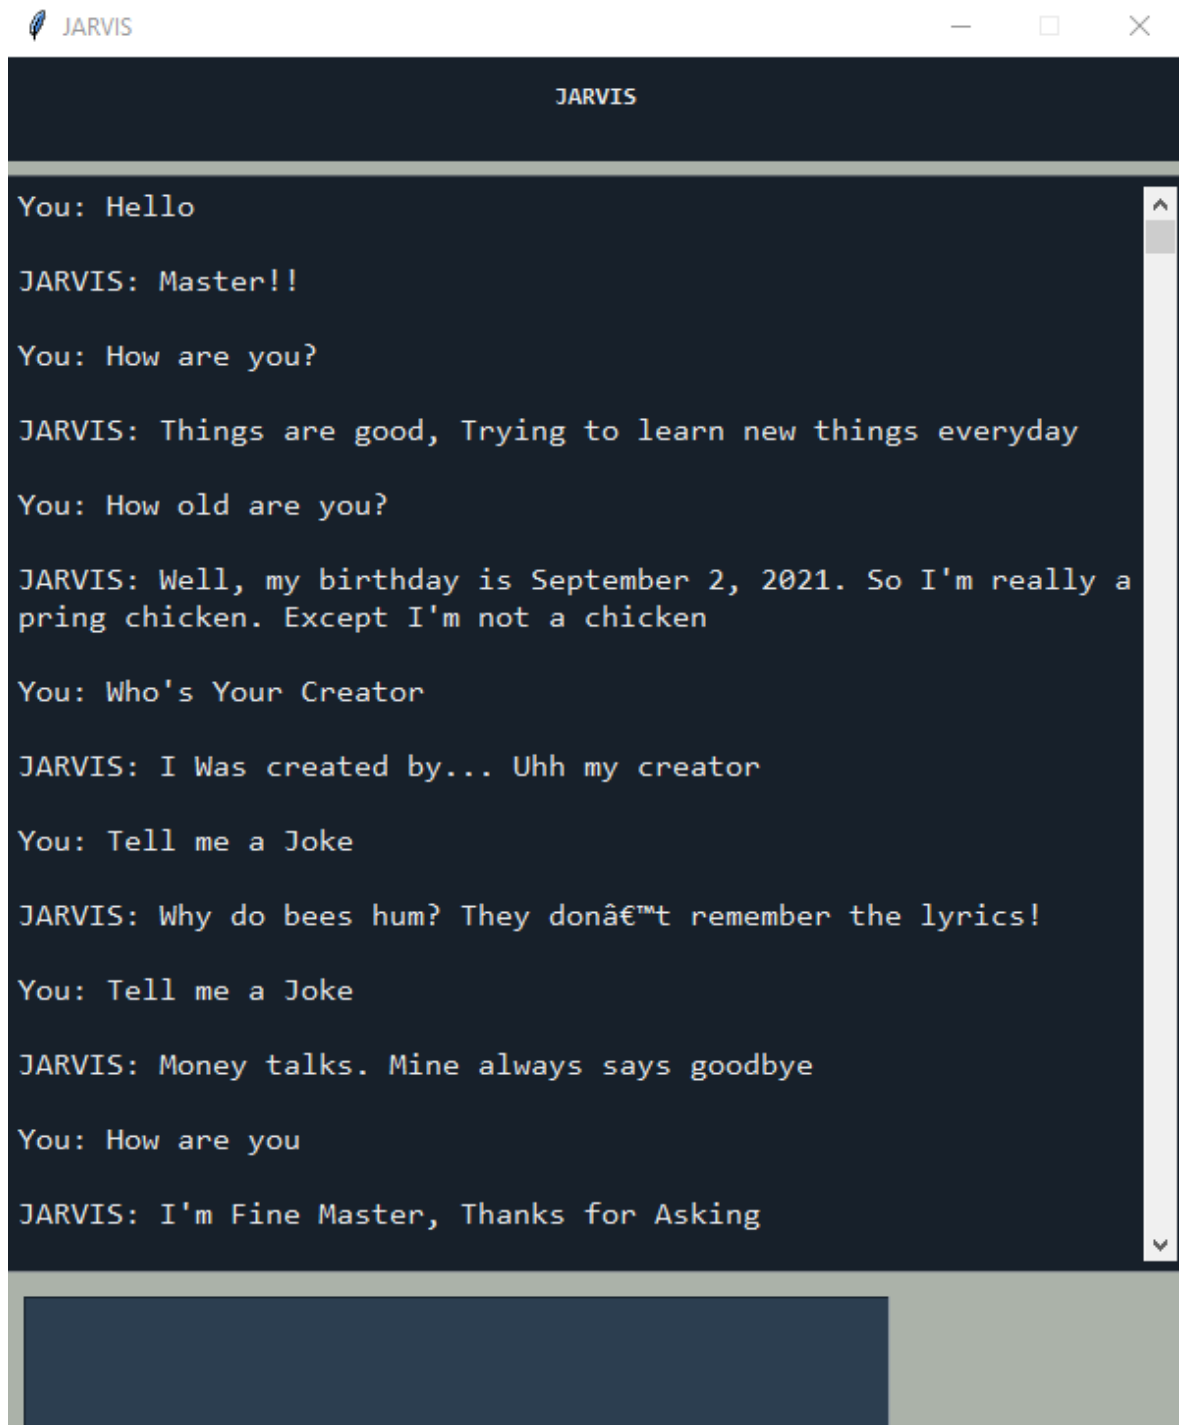 JARVIS
JARVIS
You: Hello
JARVIS: Master!!
You: How are you?
JARVIS: Things are good, Trying to learn new things everyday
You: How old are you?
JARVIS: Well, my birthday is September 2, 2021. So I'm really a
pring chicken. Except I'm not a chicken
You: Who's Your Creator
JARVIS: I Was created by... Uhh my creator
You: Tell me a Joke
JARVIS: Why do bees hum? They donâ€™t remember the lyrics!
You: Tell me a Joke
JARVIS: Money talks. Mine always says goodbye
You: How are you
JARVIS: I'm Fine Master, Thanks for Asking